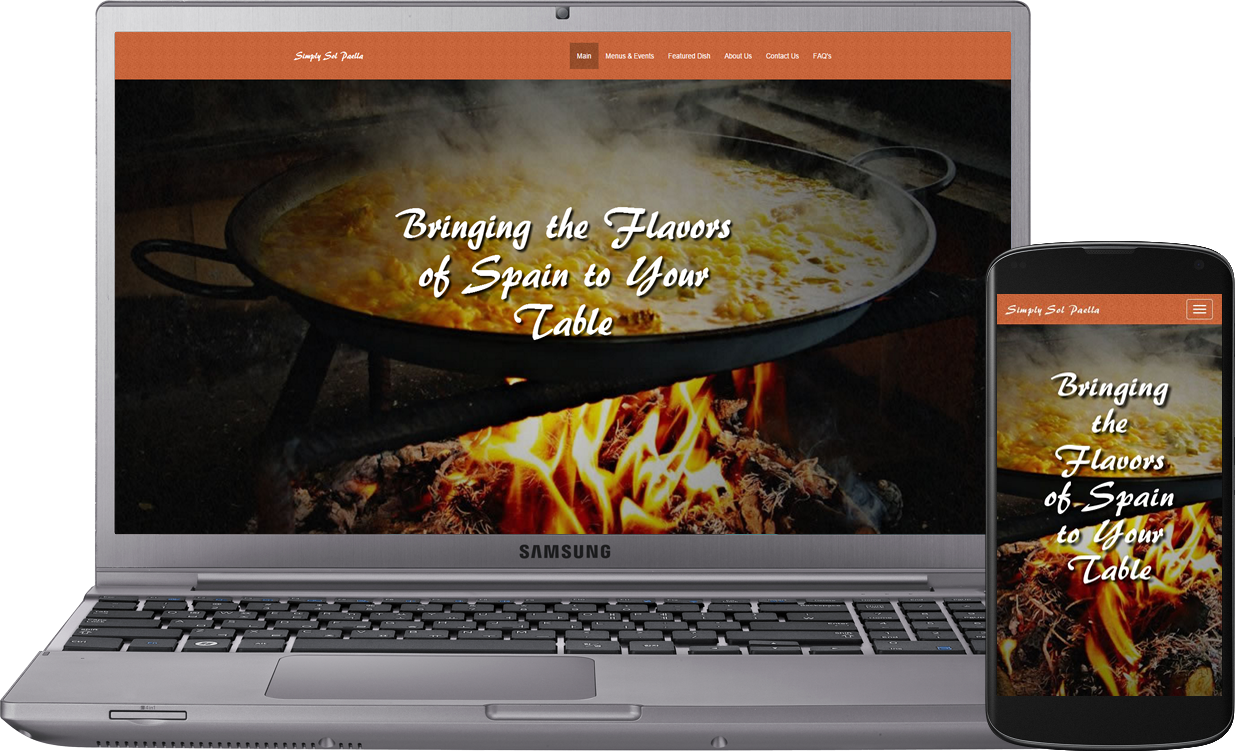 Simply Sol Paella
Main Menus & Events Featured Dish About Us Contact Us FAQ's
Bringing the Flavors
of Spain to Your
Table
SAMSUNG
Simply Sol Paella
Bringing
the
Flavors
of Spain
to Your
Table